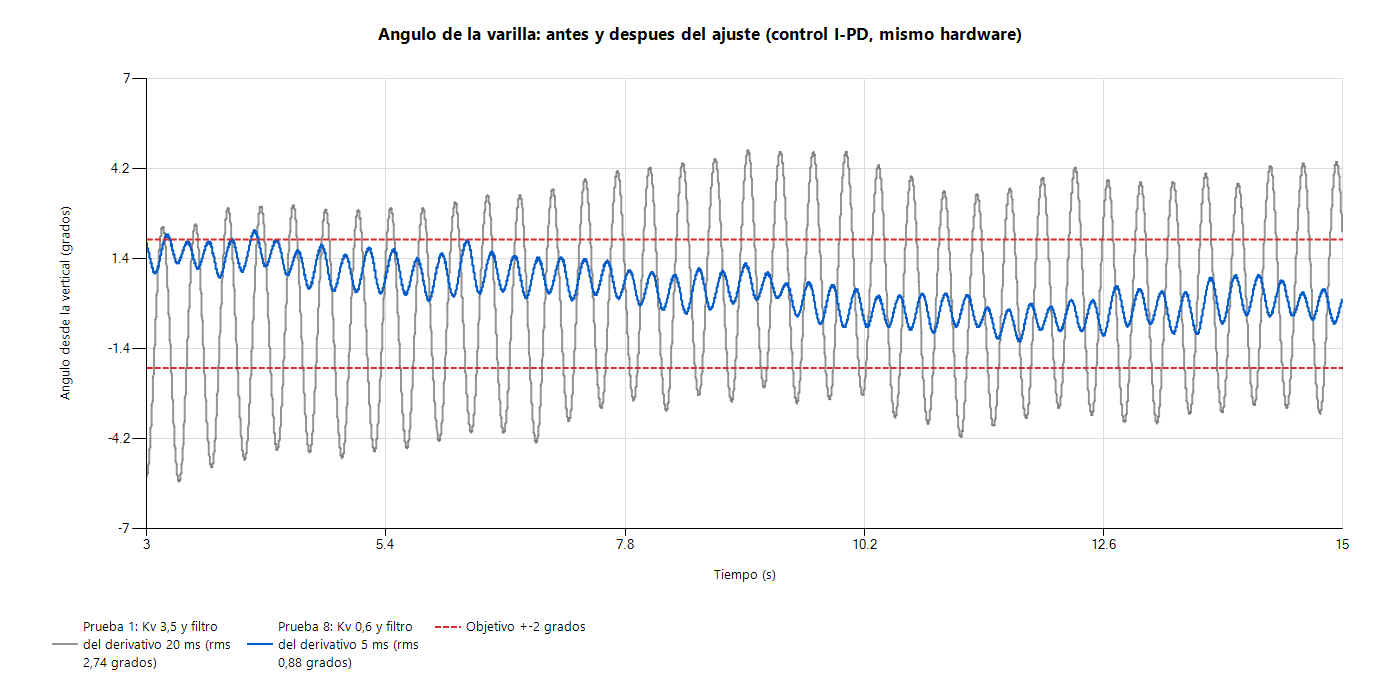 Angulo de la varilla: antes y despues del ajuste (control I-PD, mismo hardware)
7
4.2
1.4
-1.4
-4.2
-7
Angulo desde la vertical (grados)
3
5.4
7.8
10.2
12.6
15
Tiempo (s)
Prueba 1: Kv 3,5 y filtro
del derivativo 20 ms (rms
2,74 grados)
Prueba 8: Kv 0,6 y filtro
del derivativo 5 ms (rms
0,88 grados)
Objetivo +-2 grados